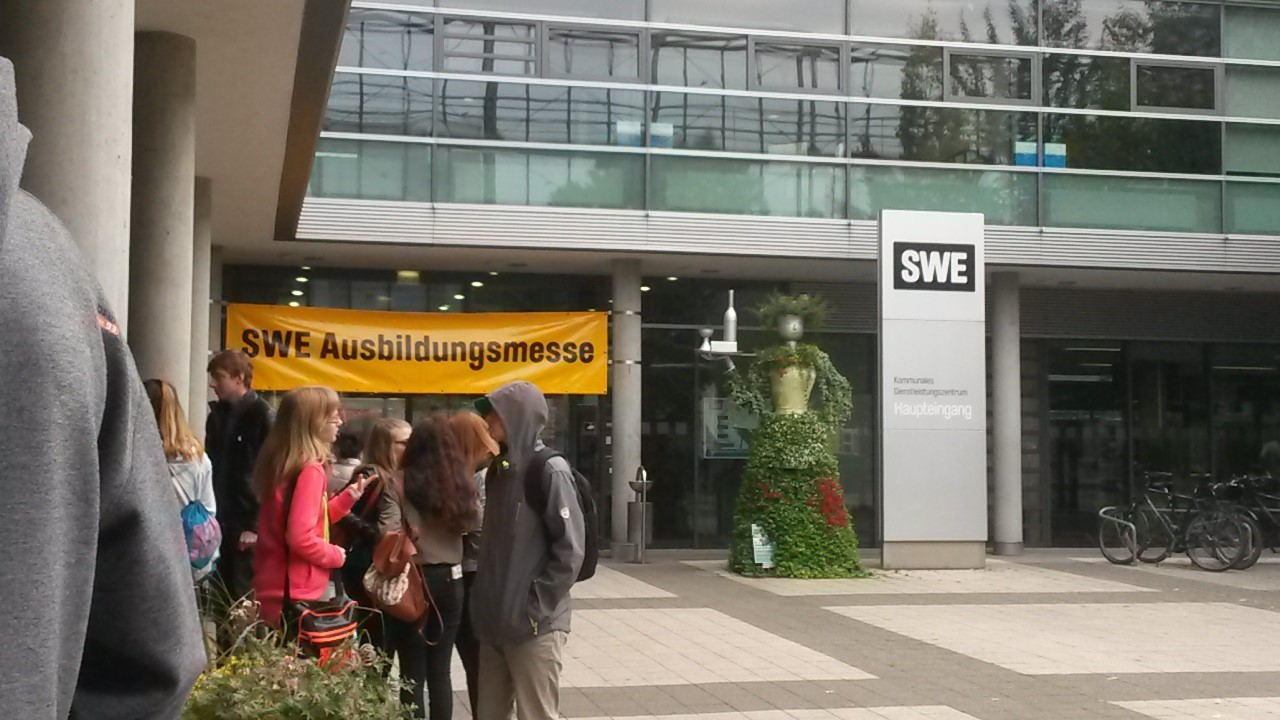 SWE Ausbildungsmesse
SWE
Kommunales
Dienstleistungszentrum
Haupteingang